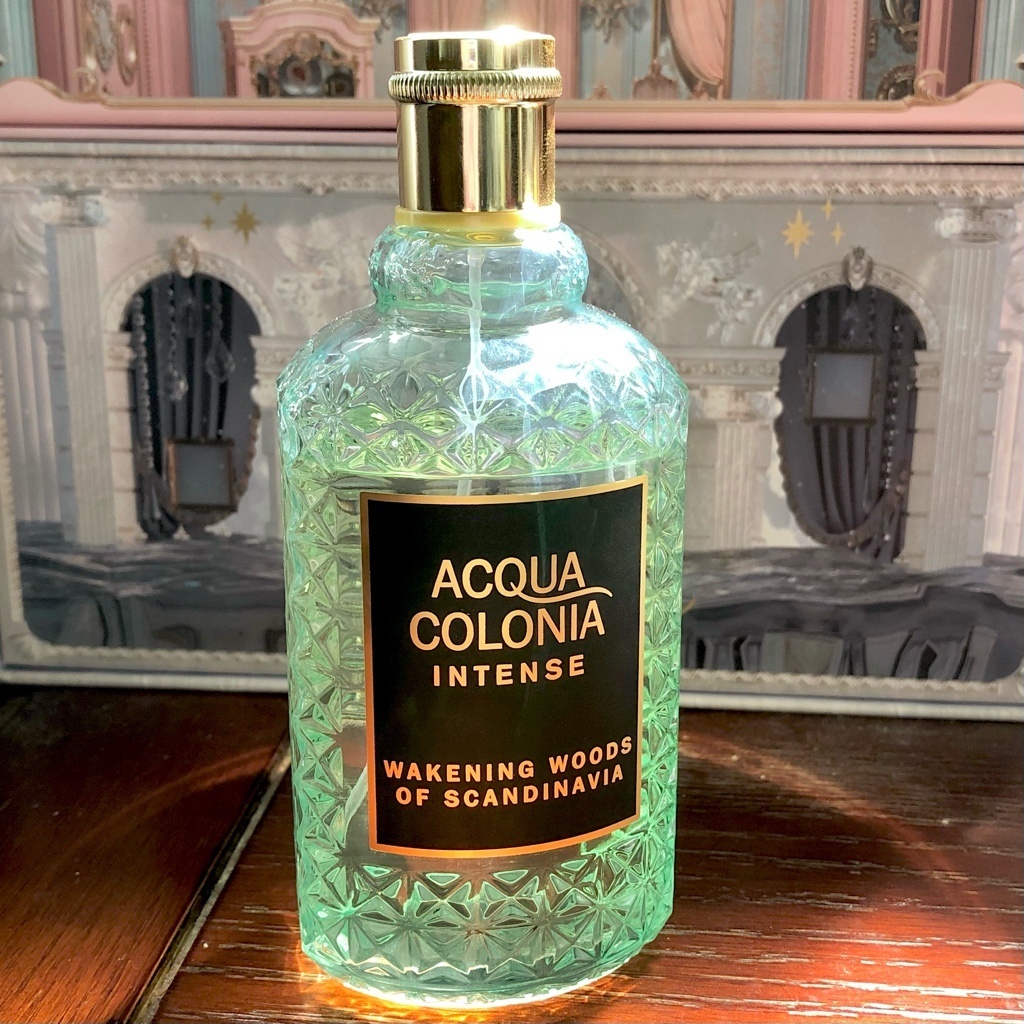 ACQUA
COLONIA
INTENSE
WAKENING WOODS
OF SCANDINAVIA